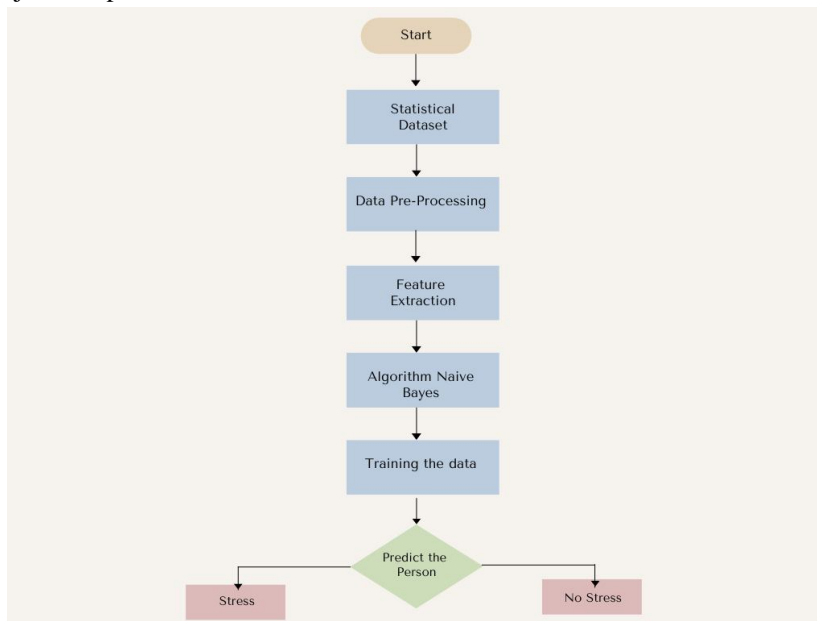 Start
Statistical
Dataset
Data Pre-Processing
Feature
Extraction
Algorithm Naive
Bayes
Training the data
Predict the
Person
Stress
No Stress